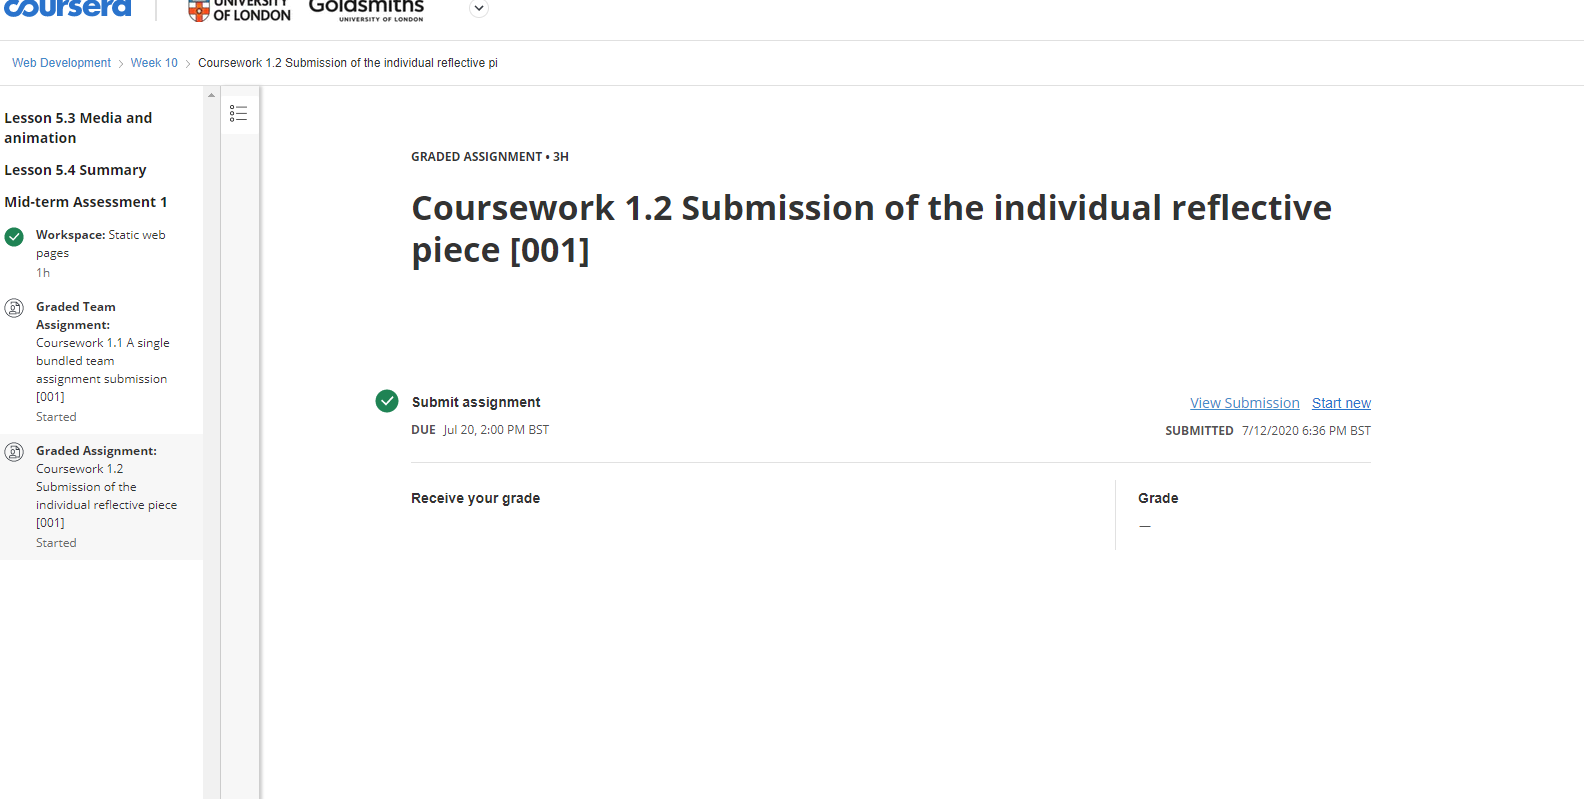 coursera
UNIVERSITY
OF LONDON
Goldsmiths
UNIVERSITY OF LONDON
Web Development
Week 10
Coursework 1.2 Submission of the individual reflective pi
Lesson 5.3 Media and
animation
Lesson 5.4 Summary
Mid-term Assessment 1
Workspace: Static web
pages
1h
Graded Team
Assignment:
Coursework 1.1 A single
bundled team
assignment submission
[001]
Started
Graded Assignment:
Coursework 1.2
Submission of the
individual reflective piece
[001]
Started
GRADED ASSIGNMENT • 3H
Coursework 1.2 Submission of the individual reflective
piece [001]
Submit assignment
View Submission Start new
DUE Jul 20, 2:00 PM BST
SUBMITTED 7/12/2020 6:36 PM BST
Receive your grade
Grade
—